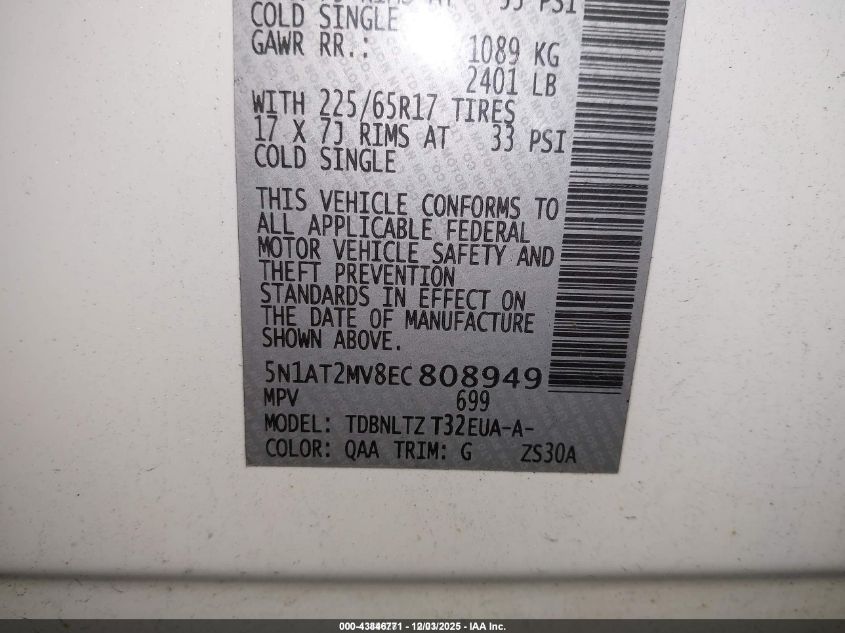 COLD SINGLE
GAWR RR.: 1089 KG
2401 LB
WITH 225/65R17 TIRES
17 X 7J RIMS AT 33 PSI
COLD SINGLE
THIS VEHICLE CONFORMS TO
ALL APPLICABLE FEDERAL
MOTOR VEHICLE SAFETY AND
THEFT PREVENTION
STANDARDS IN EFFECT ON
THE DATE OF MANUFACTURE
SHOWN ABOVE.
5N1AT2MV8EC808949
MPV 699
MODEL: TDBNLTZ T32EUA-A-
COLOR: QAA TRIM: G ZS30A
000-43846771 - 12/03/2025 - IAA Inc.